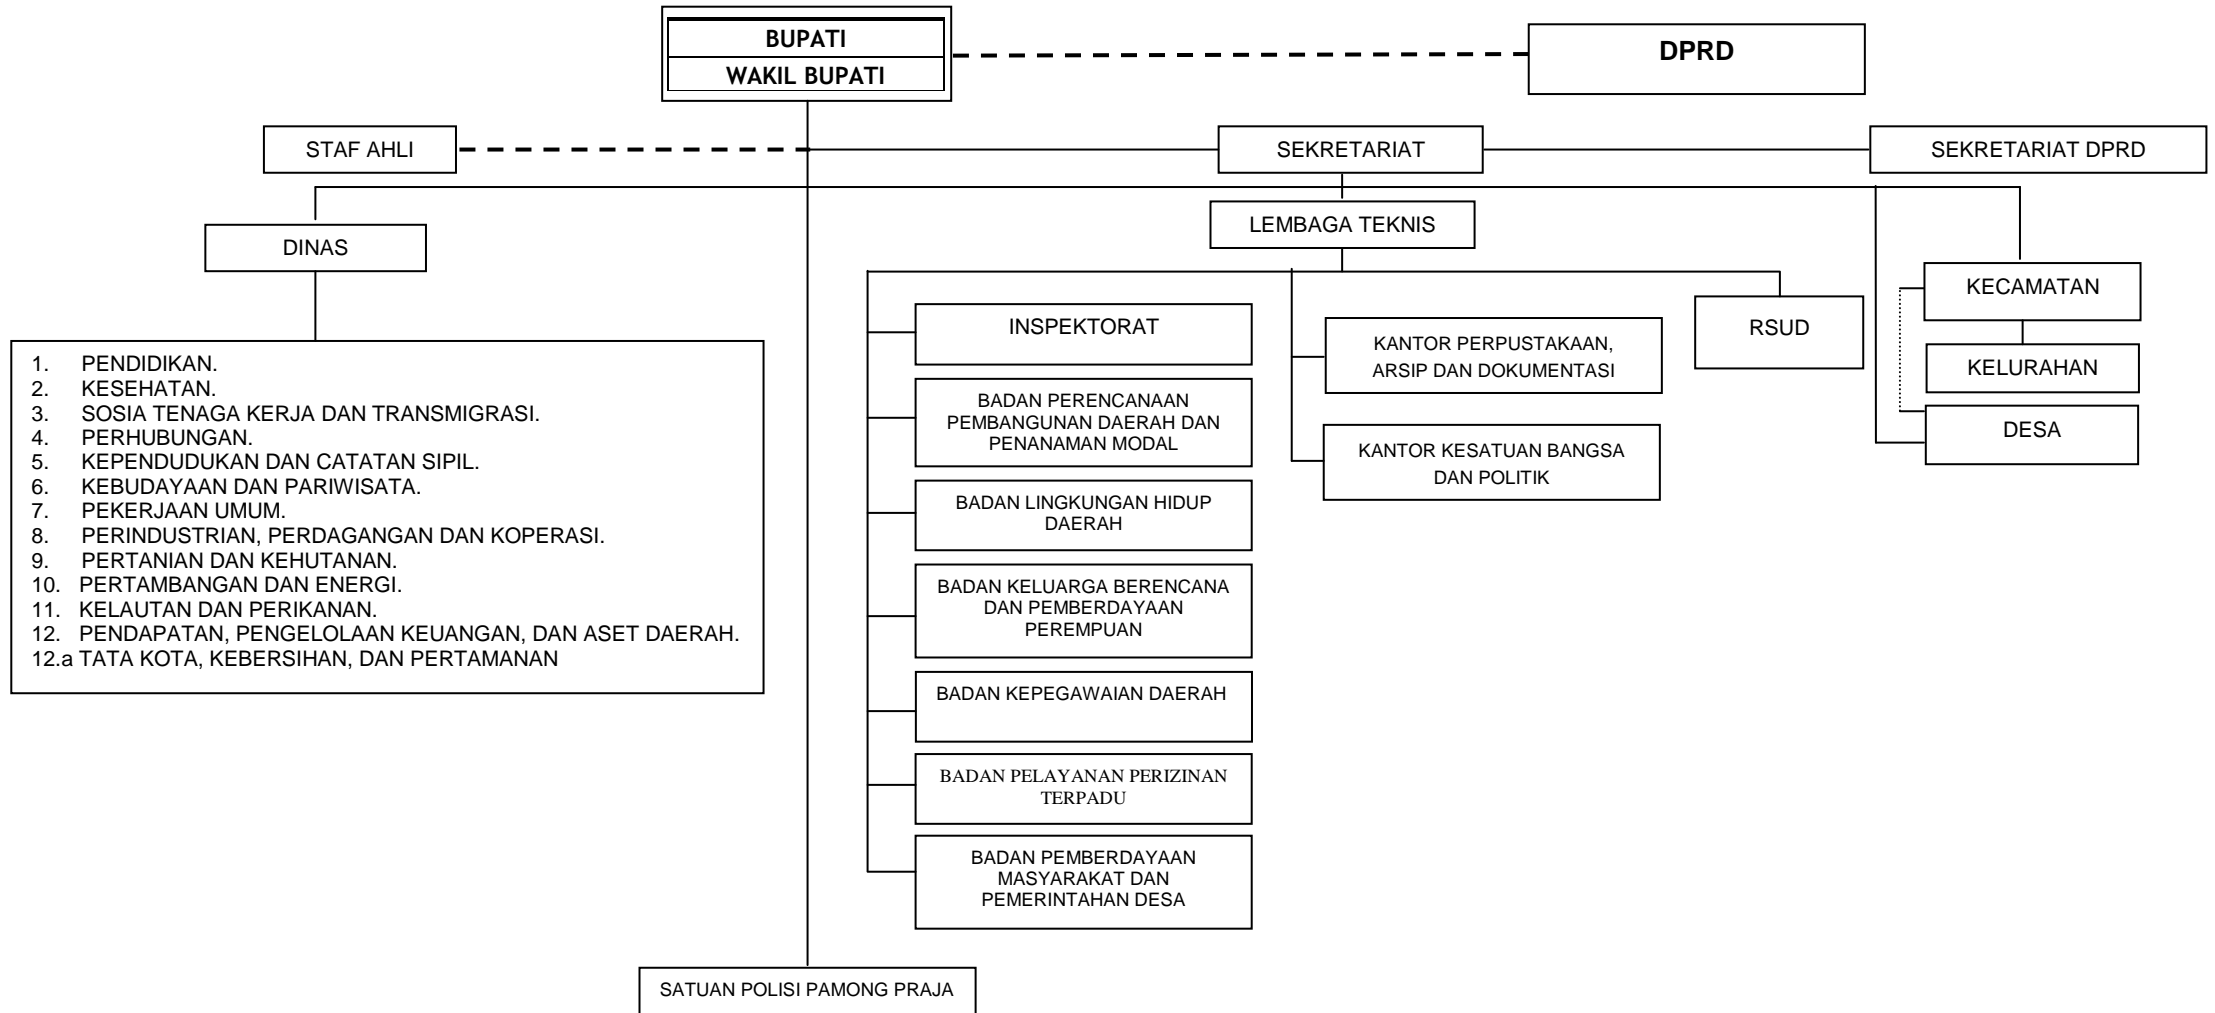 BUPATI
WAKIL BUPATI
DPRD
STAF AHLI
SEKRETARIAT
SEKRETARIAT DPRD
DINAS
LEMBAGA TEKNIS
1. PENDIDIKAN.
2. KESEHATAN.
3. SOSIA TENAGA KERJA DAN TRANSMIGRASI.
4. PERHUBUNGAN.
5. KEPENDUDUKAN DAN CATATAN SIPIL.
6. KEBUDAYAAN DAN PARIWISATA.
7. PEKERJAAN UMUM.
8. PERINDUSTRIAN, PERDAGANGAN DAN KOPERASI.
9. PERTANIAN DAN KEHUTANAN.
10. PERTAMBANGAN DAN ENERGI.
11. KELAUTAN DAN PERIKANAN.
12. PENDAPATAN, PENGELOLAAN KEUANGAN, DAN ASET DAERAH.
12.a TATA KOTA, KEBERSIHAN, DAN PERTAMANAN
INSPEKTORAT
BADAN PERENCANAAN
PEMBANGUNAN DAERAH DAN
PENANAMAN MODAL
BADAN LINGKUNGAN HIDUP
DAERAH
BADAN KELUARGA BERENCANA
DAN PEMBERDAYAAN
PEREMPUAN
BADAN KEPEGAWAIAN DAERAH
BADAN PELAYANAN PERIZINAN
TERPADU
BADAN PEMBERDAYAAN
MASYARAKAT DAN
PEMERINTAHAN DESA
KANTOR PERPUSTAKAAN,
ARSIP DAN DOKUMENTASI
KANTOR KESATUAN BANGSA
DAN POLITIK
RSUD
KECAMATAN
KELURAHAN
DESA
SATUAN POLISI PAMONG PRAJA